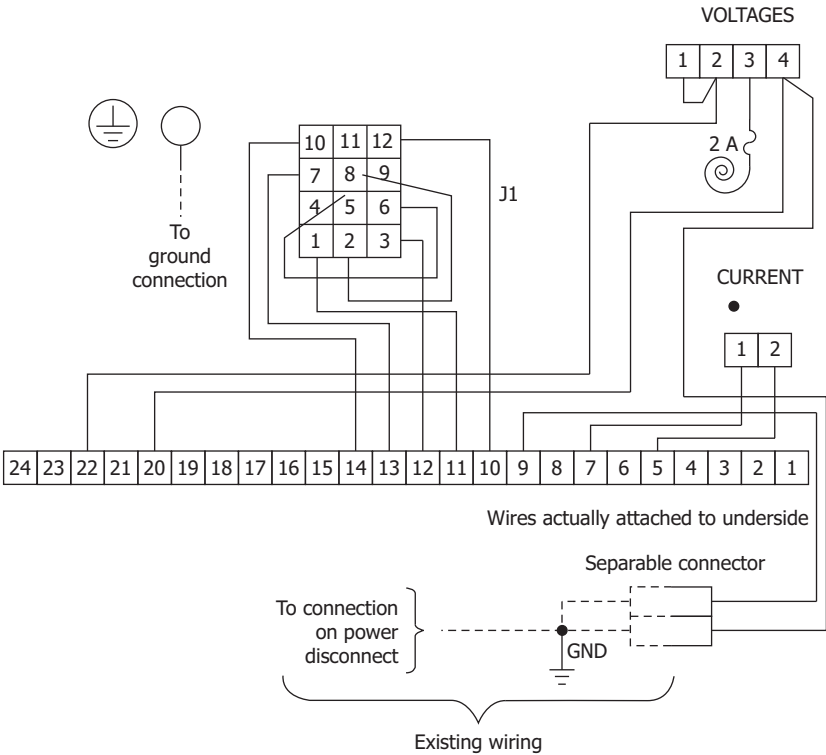 VOLTAGES
1 2 3 4
2 A
10 11 12
7 8 9
4 5 6
1 2 3
J1
To
ground
connection
CURRENT
1 2
24 23 22 21 20 19 18 17 16 15 14 13 12 11 10 9 8 7 6 5 4 3 2 1
Wires actually attached to underside
Separable connector
To connection
on power
disconnect
GND
Existing wiring